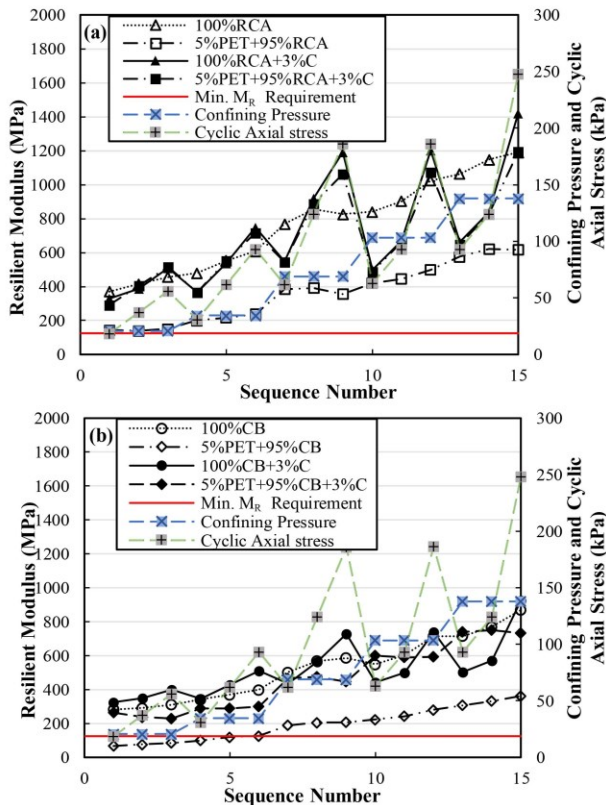 (a)
100%RCA
5%PET+95%RCA
100%RCA+3%C
5%PET+95%RCA+3%C
Min. MR Requirement
Confining Pressure
Cyclic Axial stress
Resilient Modulus (MPa)
2000
1800
1600
1400
1200
1000
800
600
400
200
0
300
250
200
150
100
50
0
Confining Pressure and Cyclic
Axial Stress (kPa)
0 5 10 15
Sequence Number
(b)
100%CB
5%PET+95%CB
100%CB+3%C
5%PET+95%CB+3%C
Min. MR Requirement
Confining Pressure
Cyclic Axial stress
Resilient Modulus (MPa)
2000
1800
1600
1400
1200
1000
800
600
400
200
0
300
250
200
150
100
50
0
Confining Pressure and Cyclic
Axial Stress (kPa)
0 5 10 15
Sequence Number